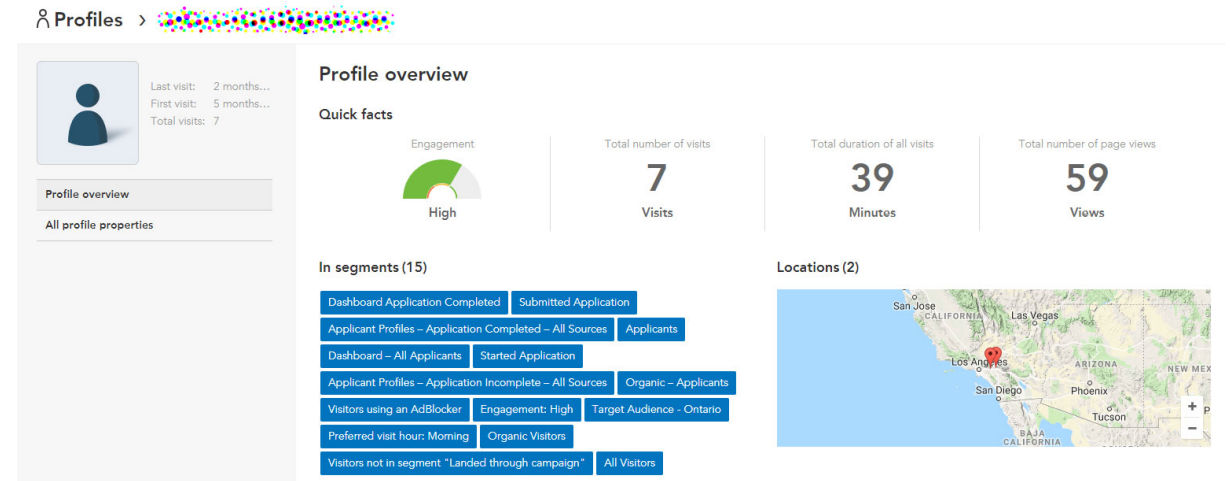 Profiles >
Last visit: 2 months...
First visit: 5 months...
Total visits: 7
Profile overview
All profile properties
Profile overview
Quick facts
Engagement
High
Total number of visits
7
Visits
Total duration of all visits
39
Minutes
Total number of page views
59
Views
In segments (15)
Dashboard Application Completed Submitted Application
Applicant Profiles – Application Completed – All Sources Applicants
Dashboard – All Applicants Started Application
Applicant Profiles – Application Incomplete – All Sources Organic – Applicants
Visitors using an AdBlocker Engagement: High Target Audience - Ontario
Preferred visit hour: Morning Organic Visitors
Visitors not in segment "Landed through campaign" All Visitors
Locations (2)
San Jose
CALIFORNIA
Las Vegas
Los Angeles
ARIZONA
NEW MEX
San Diego
Phoenix
Tucson
BAJA
CALIFORNIA
+
−